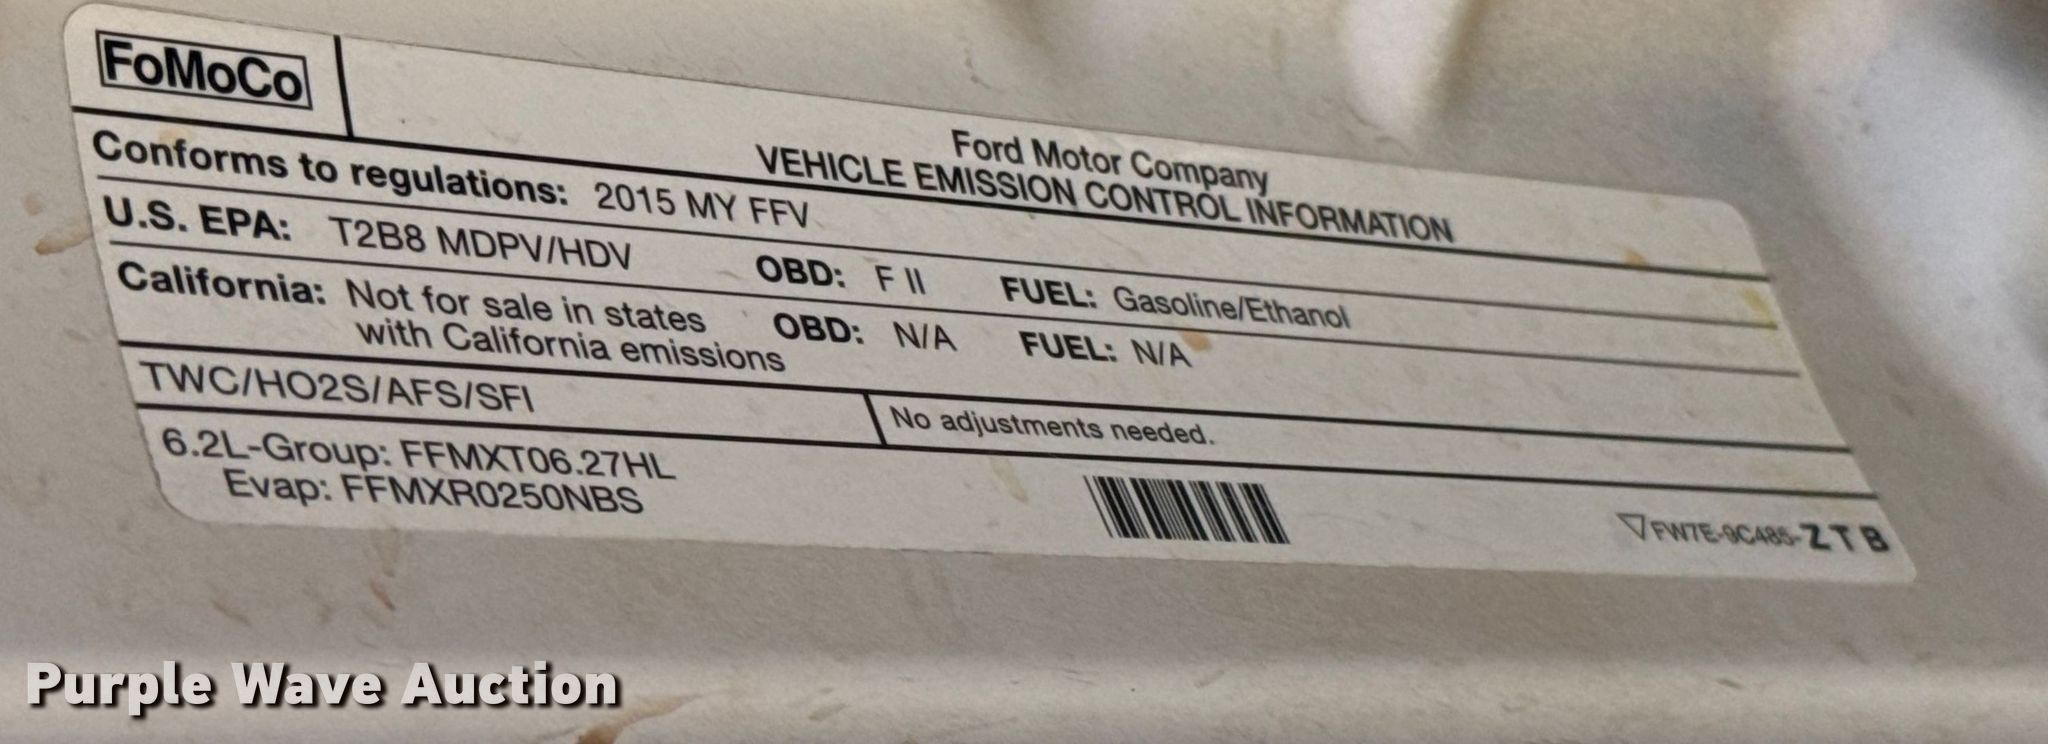 FoMoCo
Ford Motor Company
VEHICLE EMISSION CONTROL INFORMATION
Conforms to regulations: 2015 MY FFV
U.S. EPA: T2B8 MDPV/HDV OBD: F II FUEL: Gasoline/Ethanol
California: Not for sale in states with California emissions OBD: N/A FUEL: N/A
TWC/HO2S/AFS/SFI
No adjustments needed.
6.2L-Group: FFMXT06.27HL
Evap: FFMXR0250NBS
FW7E-9C485-ZTB
Purple Wave Auction